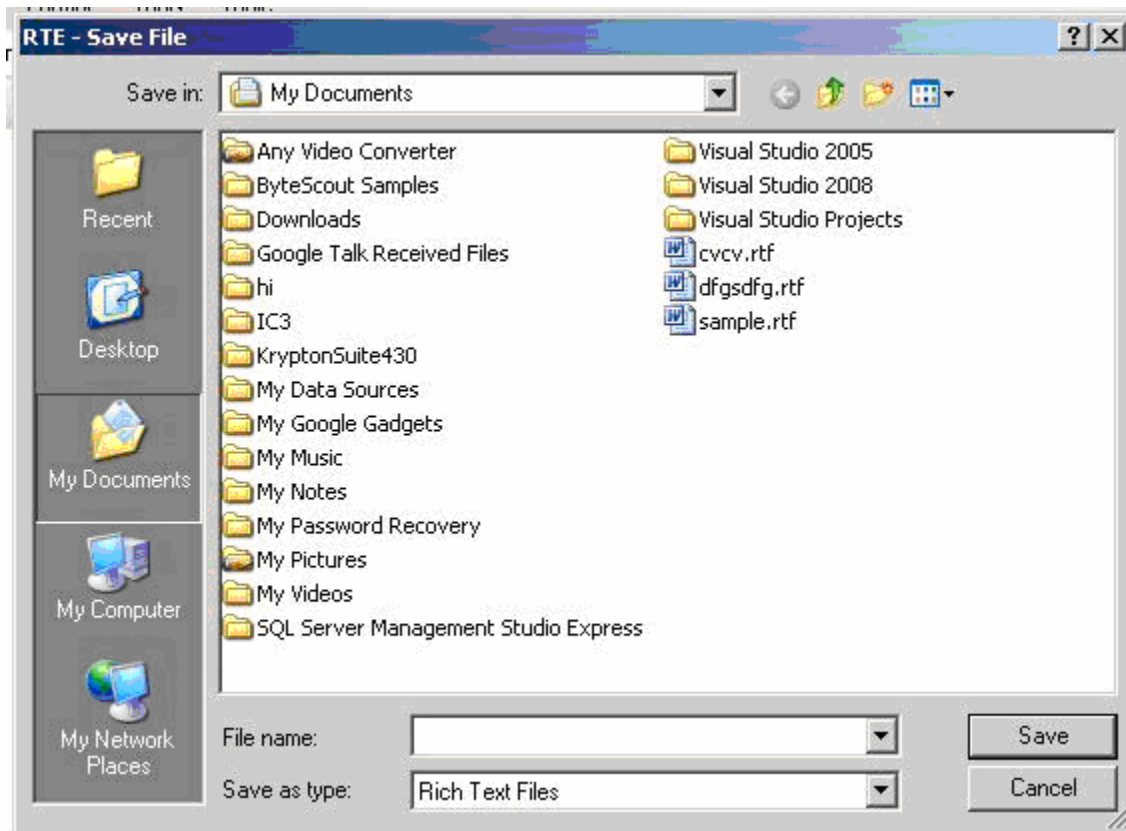 RTE - Save File
Save in:
My Documents
Recent
Desktop
My Documents
My Computer
My Network
Places
Any Video Converter
ByteScout Samples
Downloads
Google Talk Received Files
hi
IC3
KryptonSuite430
My Data Sources
My Google Gadgets
My Music
My Notes
My Password Recovery
My Pictures
My Videos
SQL Server Management Studio Express
Visual Studio 2005
Visual Studio 2008
Visual Studio Projects
cvcv.rtf
dfgsdfg.rtf
sample.rtf
File name:
Save
Save as type:
Rich Text Files
Cancel